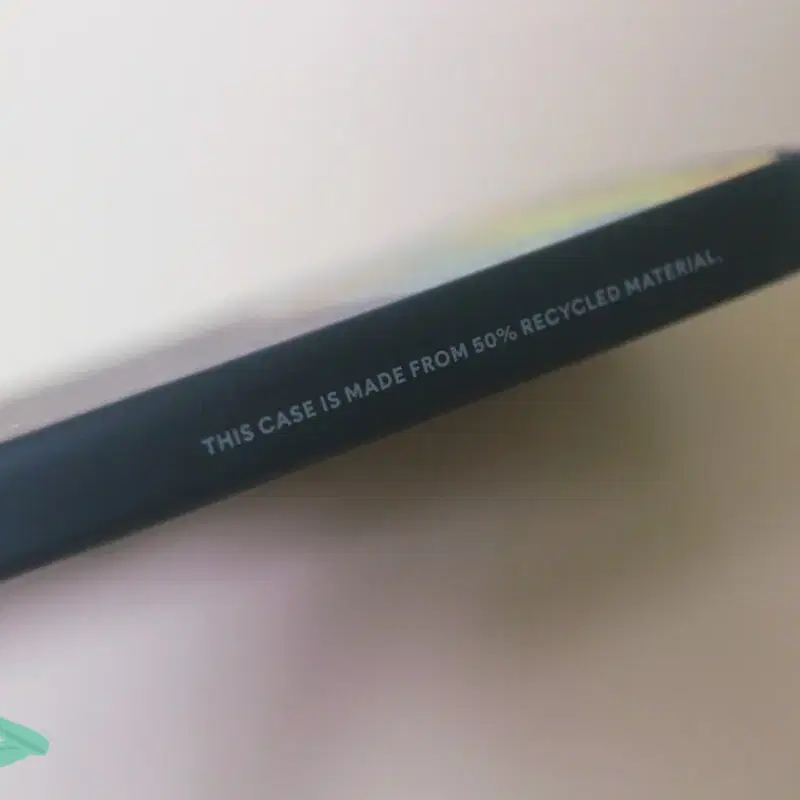 THIS CASE IS MADE FROM 50% RECYCLED MATERIAL.